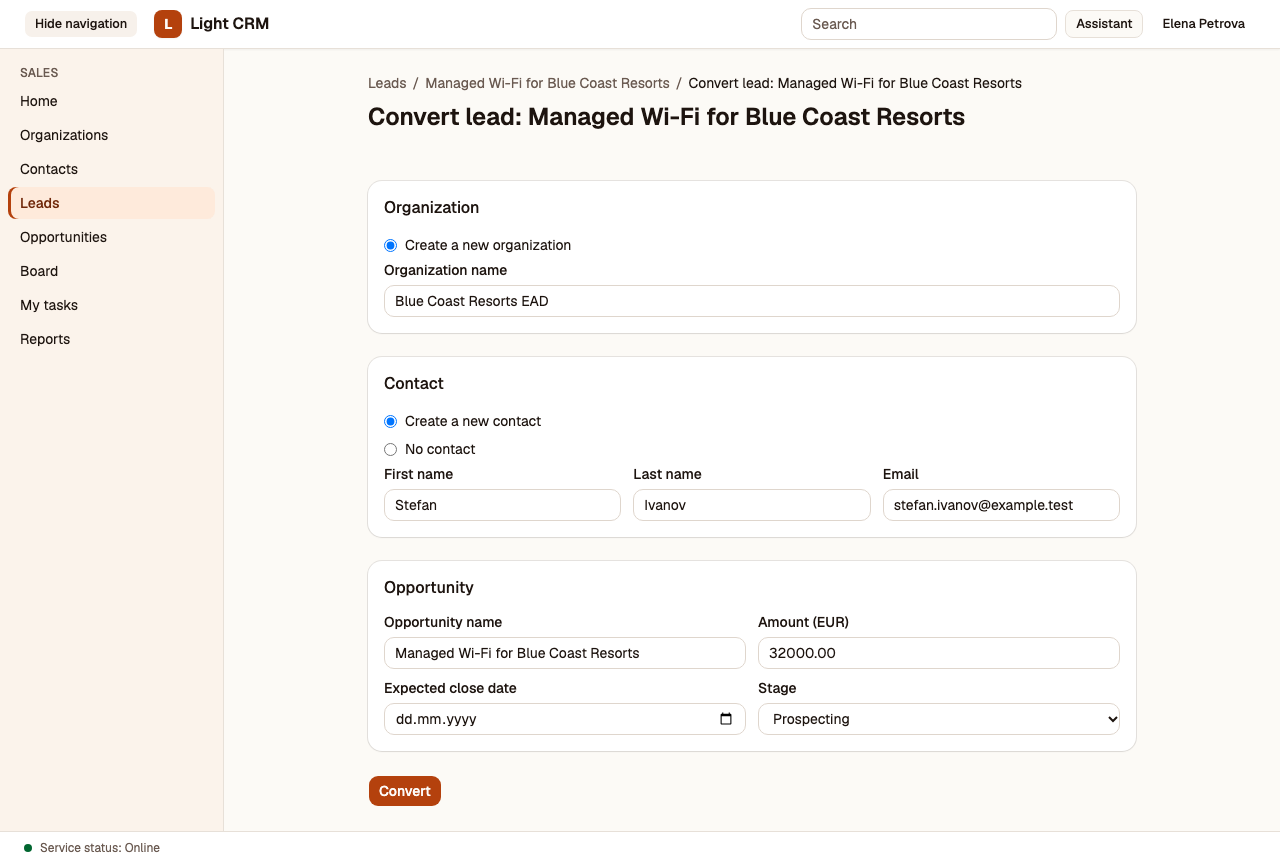 Hide navigation
L
Light CRM
Search
Assistant
Elena Petrova
SALES
Home
Organizations
Contacts
Leads
Opportunities
Board
My tasks
Reports
Leads / Managed Wi-Fi for Blue Coast Resorts / Convert lead: Managed Wi-Fi for Blue Coast Resorts
Convert lead: Managed Wi-Fi for Blue Coast Resorts
Organization
Create a new organization
Organization name
Blue Coast Resorts EAD
Contact
Create a new contact
No contact
First name
Last name
Email
Stefan
Ivanov
stefan.ivanov@example.test
Opportunity
Opportunity name
Amount (EUR)
Managed Wi-Fi for Blue Coast Resorts
32000.00
Expected close date
Stage
dd.mm.yyyy
Prospecting
Convert
Service status: Online